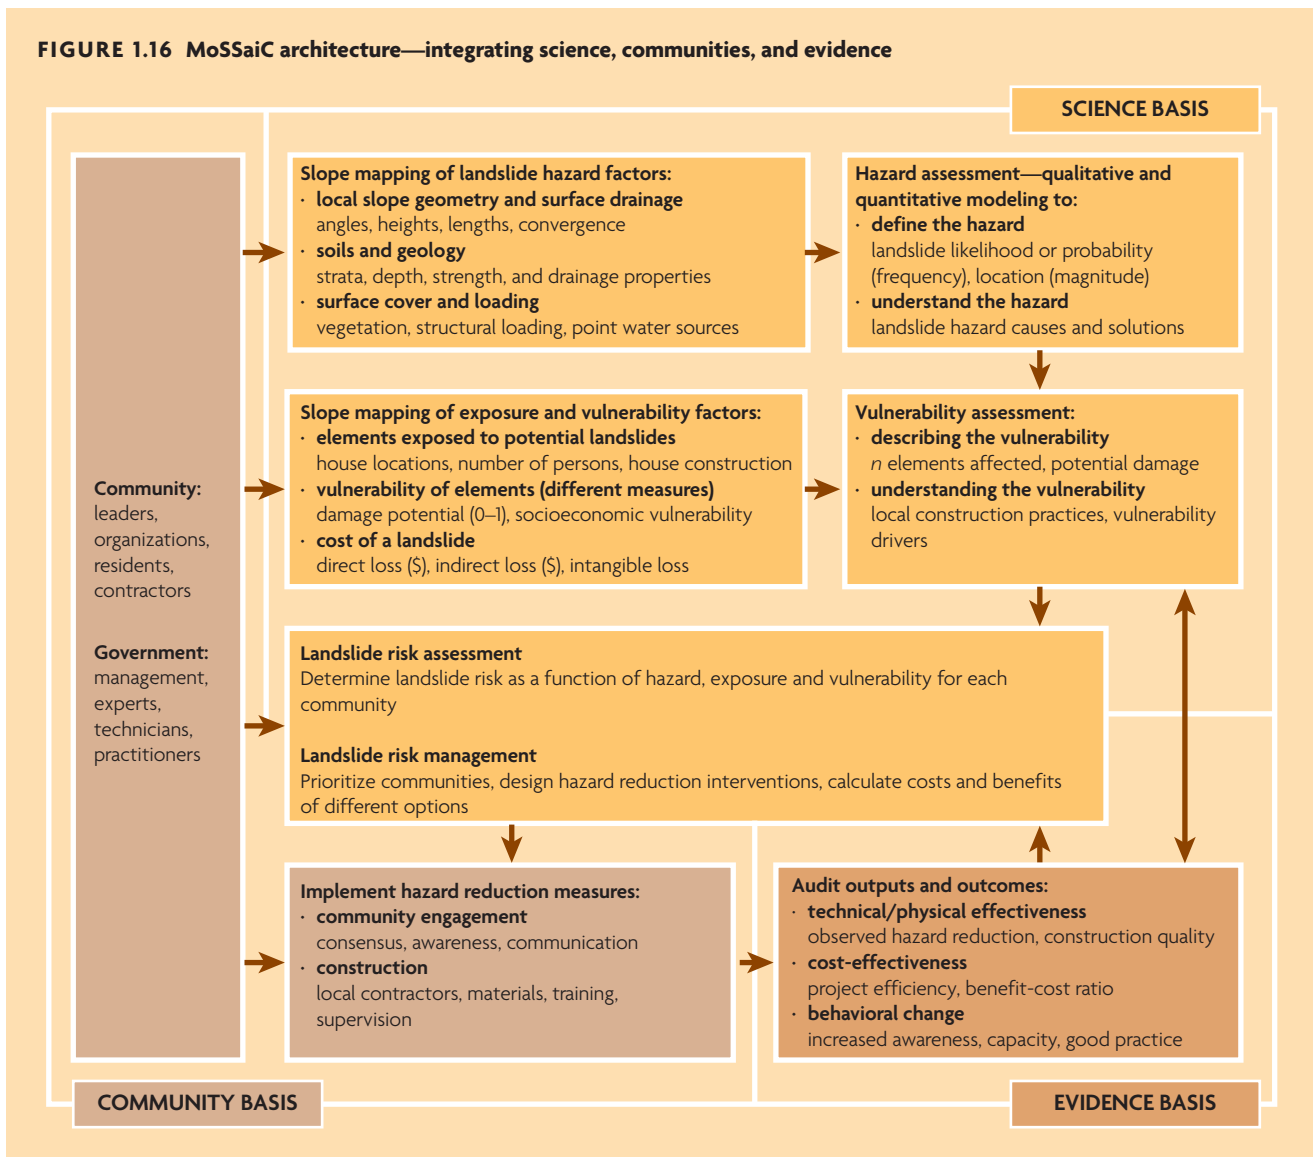 FIGURE 1.16 MoSSaiC architecture—integrating science, communities, and evidence
SCIENCE BASIS
Community:
leaders,
organizations,
residents,
contractors
Government:
management,
experts,
technicians,
practitioners
Slope mapping of landslide hazard factors:
· local slope geometry and surface drainage
angles, heights, lengths, convergence
· soils and geology
strata, depth, strength, and drainage properties
· surface cover and loading
vegetation, structural loading, point water sources
Hazard assessment—qualitative and
quantitative modeling to:
· define the hazard
landslide likelihood or probability
(frequency), location (magnitude)
· understand the hazard
landslide hazard causes and solutions
Slope mapping of exposure and vulnerability factors:
· elements exposed to potential landslides
house locations, number of persons, house construction
· vulnerability of elements (different measures)
damage potential (0–1), socioeconomic vulnerability
· cost of a landslide
direct loss ($), indirect loss ($), intangible loss
Vulnerability assessment:
· describing the vulnerability
n elements affected, potential damage
· understanding the vulnerability
local construction practices, vulnerability
drivers
Landslide risk assessment
Determine landslide risk as a function of hazard, exposure and vulnerability for each
community
Landslide risk management
Prioritize communities, design hazard reduction interventions, calculate costs and benefits
of different options
Implement hazard reduction measures:
· community engagement
consensus, awareness, communication
· construction
local contractors, materials, training,
supervision
Audit outputs and outcomes:
· technical/physical effectiveness
observed hazard reduction, construction quality
· cost-effectiveness
project efficiency, benefit-cost ratio
· behavioral change
increased awareness, capacity, good practice
COMMUNITY BASIS
EVIDENCE BASIS